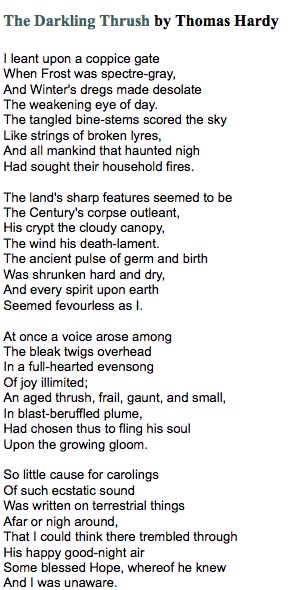 The Darkling Thrush by Thomas Hardy
I leant upon a coppice gate
When Frost was spectre-gray,
And Winter's dregs made desolate
The weakening eye of day.
The tangled bine-stems scored the sky
Like strings of broken lyres,
And all mankind that haunted nigh
Had sought their household fires.
The land's sharp features seemed to be
The Century's corpse outleant,
His crypt the cloudy canopy,
The wind his death-lament.
The ancient pulse of germ and birth
Was shrunken hard and dry,
And every spirit upon earth
Seemed fevourless as I.
At once a voice arose among
The bleak twigs overhead
In a full-hearted evensong
Of joy illimited;
An aged thrush, frail, gaunt, and small,
In blast-beruffled plume,
Had chosen thus to fling his soul
Upon the growing gloom.
So little cause for carolings
Of such ecstatic sound
Was written on terrestrial things
Afar or nigh around,
That I could think there trembled through
His happy good-night air
Some blessed Hope, whereof he knew
And I was unaware.